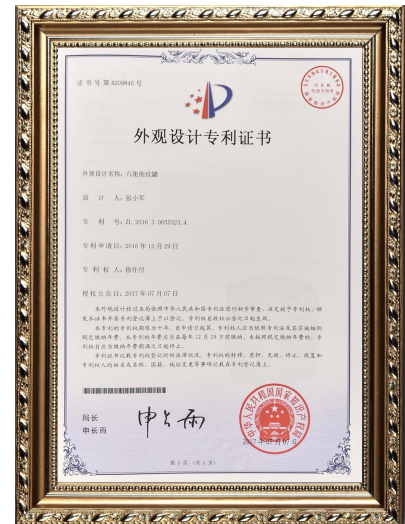 证书号第4209845号
外观设计专利证书
外观设计名称：六角拖纹罐
设 计 人：张小军
专 利 号：ZL 2016 3 0655323.4
专利申请日：2016年12月29日
专 利 权 人：徐仕付
授权公告日：2017年07月07日
本外观设计经过本局依照中华人民共和国专利法进行初步审查，决定授予专利权，颁
发本证书并在专利登记簿上予以登记。专利权自授权公告之日起生效。
本专利的专利权期限为十年，自申请日起算。专利权人应当依照专利法及其实施细则
规定缴纳年费。本专利的年费应当在每年12月29日前缴纳。未按照规定缴纳年费的，专
利权自应当缴纳年费期满之日起终止。
专利证书记载专利权登记时的法律状况。专利权的转移、质押、无效、终止、恢复和
专利权人的姓名或名称、国籍、地址变更等事项记载在专利登记簿上。
局长
申长雨
申长雨
中华人民共和国国家知识产权局
2017年07月07日
第1页（共1页）